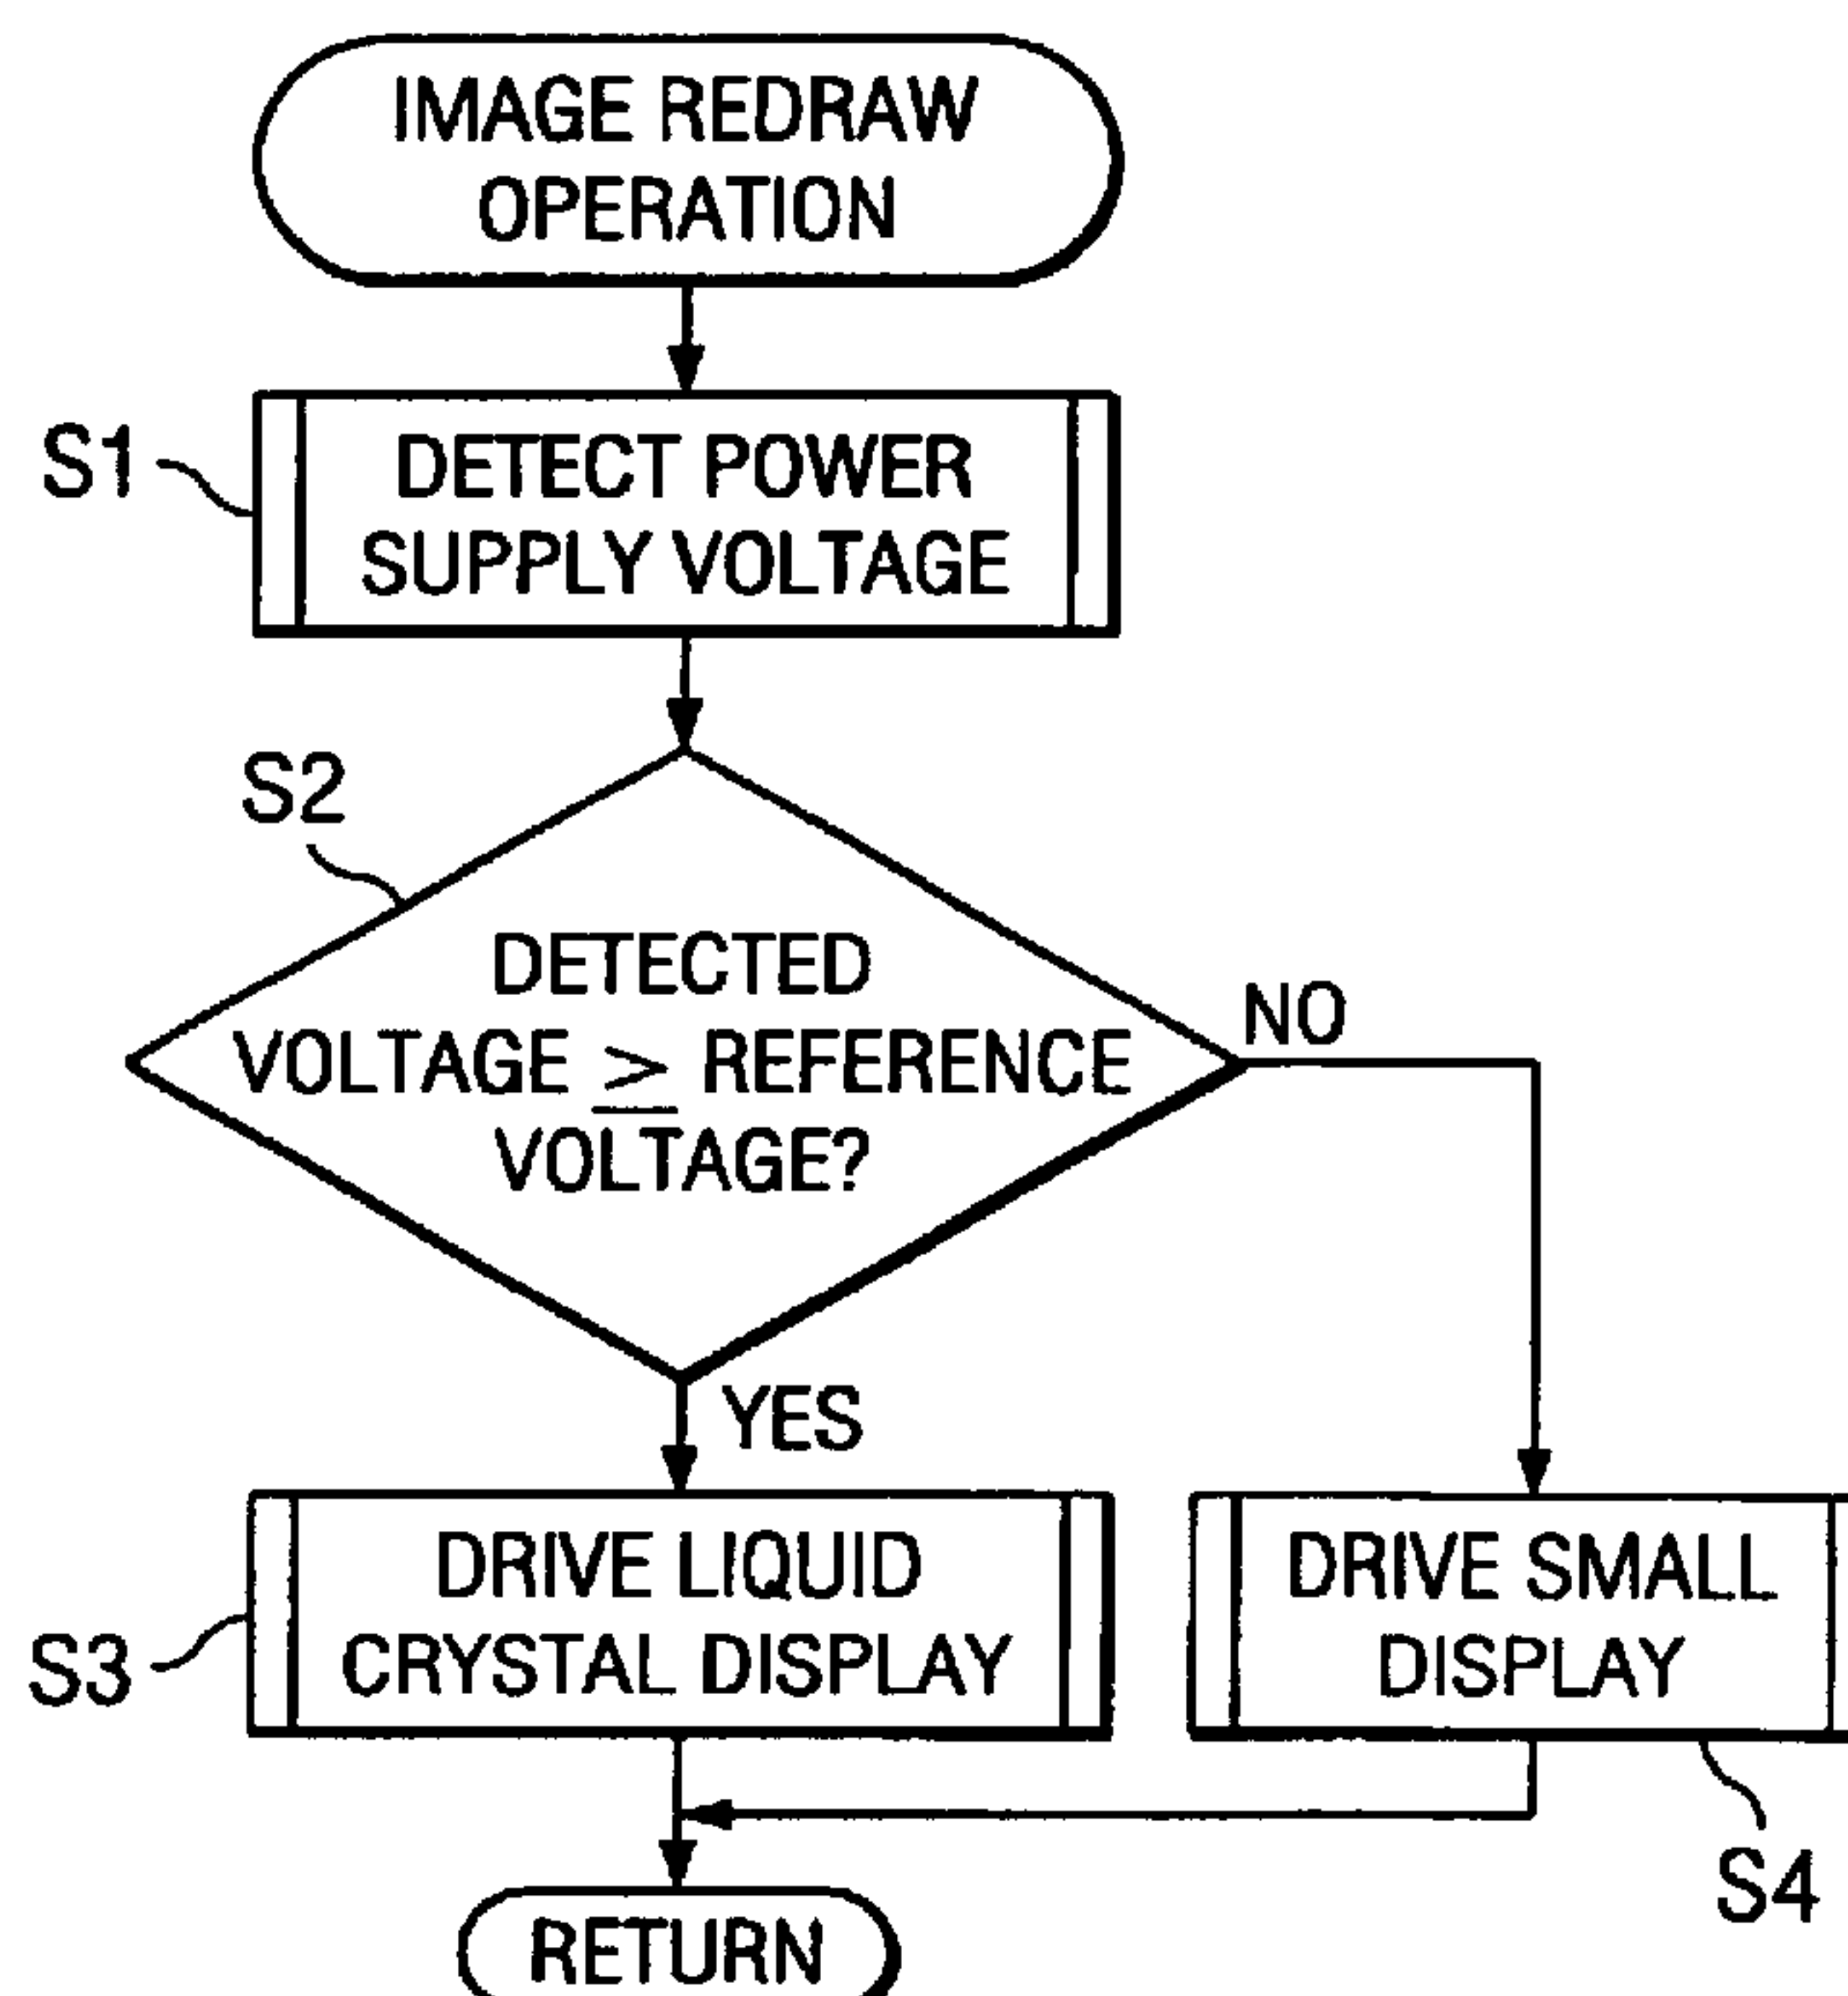 IMAGE REDRAW
OPERATION
S1
DETECT POWER
SUPPLY VOLTAGE
S2
DETECTED
VOLTAGE ≥ REFERENCE
VOLTAGE?
NO
YES
DRIVE LIQUID
CRYSTAL DISPLAY
S3
DRIVE SMALL
DISPLAY
S4
RETURN